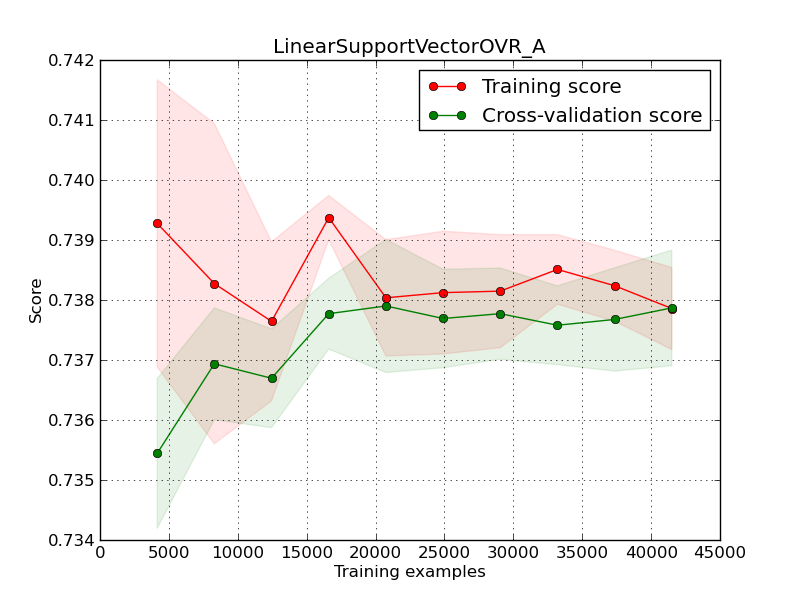 LinearSupportVectorOVR_A
Training score
Cross-validation score
0.742
0.741
0.740
0.739
0.738
0.737
0.736
0.735
0.734
Score
0 5000 10000 15000 20000 25000 30000 35000 40000 45000
Training examples